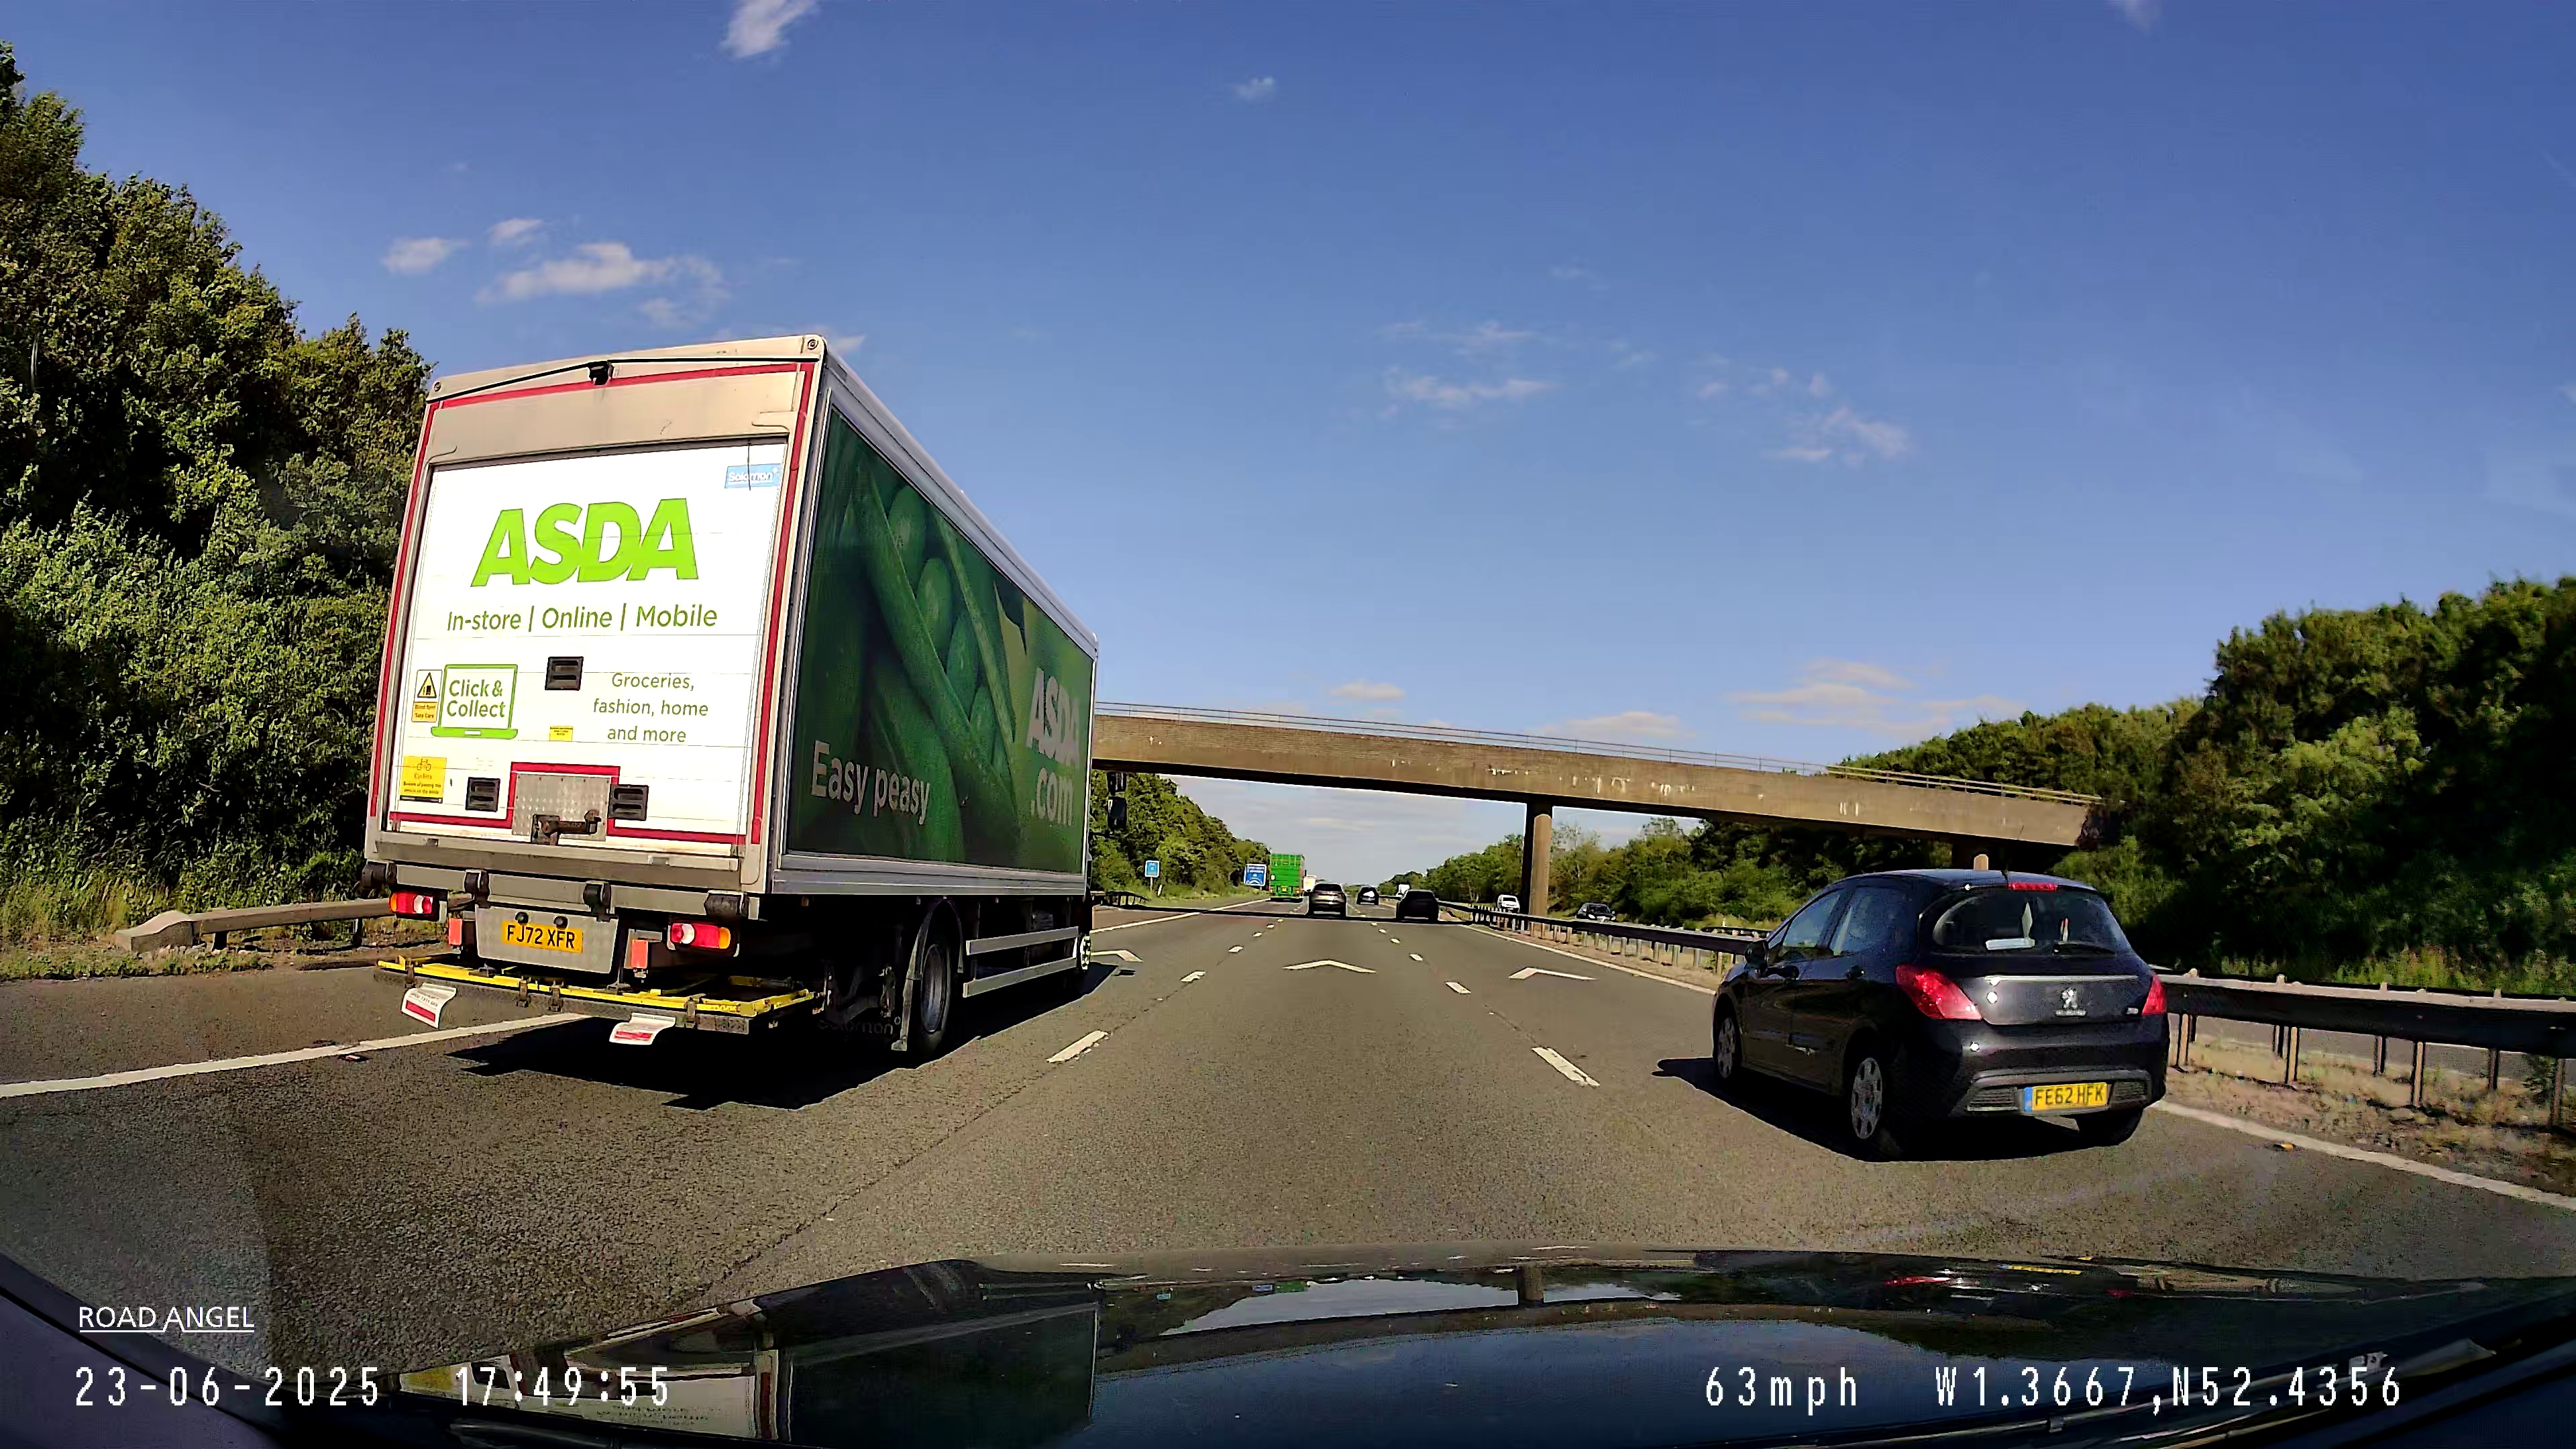 Solomon
ASDA
In-store | Online | Mobile
Click &
Collect
Groceries,
fashion, home
and more
Easy peasy
ASDA
.com
FJ72 XFR
FE62 HFK
ROAD ANGEL
23-06-2025 17:49:55
63mph W1.3667,N52.4356